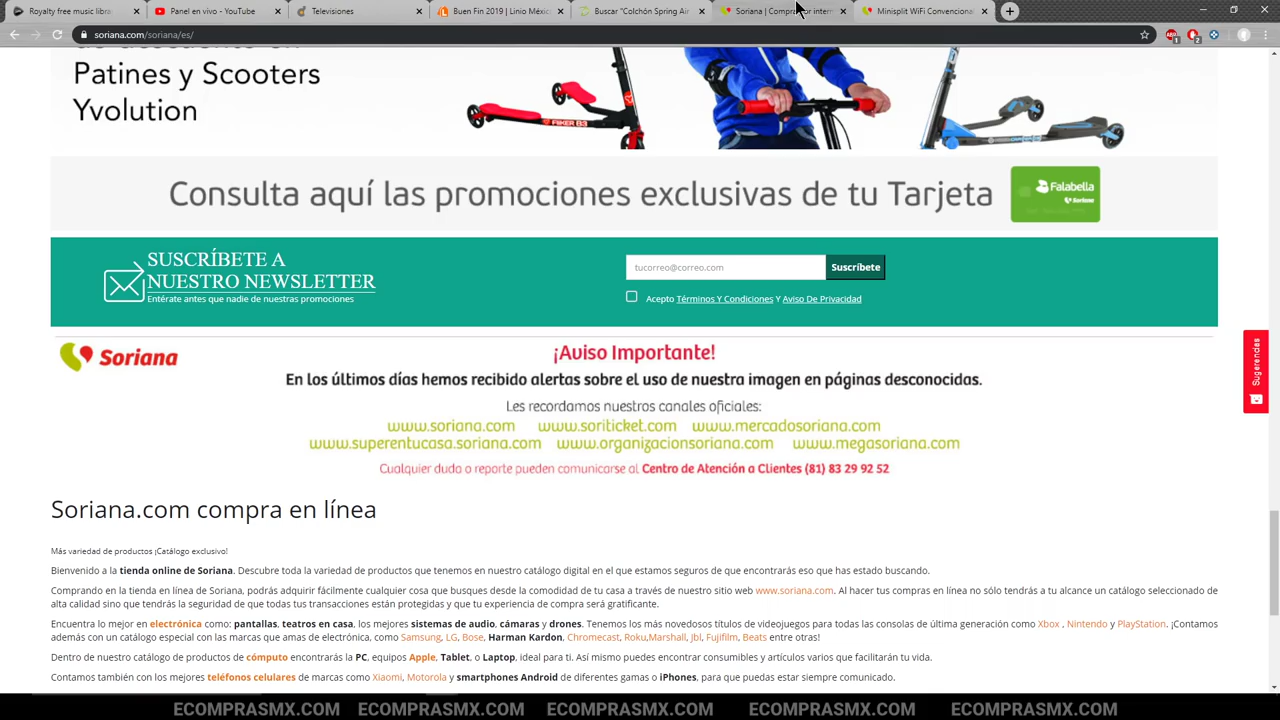 Royalty free music librar
Panel en vivo - YouTube
Televisiones
Buen Fin 2019 | Linio Méxic
Buscar "Colchón Spring Air
Soriana | Comp or intern
Minisplit WiFi Convencional
soriana.com/soriana/es/
Patines y Scooters
Yvolution
FLIKER B3
Consulta aquí las promociones exclusivas de tu Tarjeta
Falabella
Soriana
SUSCRÍBETE A
NUESTRO NEWSLETTER
Entérate antes que nadie de nuestras promociones
tucorreo@correo.com
Suscríbete
Acepto Términos Y Condiciones Y Aviso De Privacidad
Sugerencias
Soriana
¡Aviso Importante!
En los últimos días hemos recibido alertas sobre el uso de nuestra imagen en páginas desconocidas.
Les recordamos nuestros canales oficiales:
www.soriana.com www.soriticket.com www.mercadosoriana.com
www.superentucasa.soriana.com www.organizacionsoriana.com www.megasoriana.com
Cualquier duda o reporte pueden comunicarse al Centro de Atención a Clientes (81) 83 29 92 52
Soriana.com compra en línea
Más variedad de productos ¡Catálogo exclusivo!
Bienvenido a la tienda online de Soriana. Descubre toda la variedad de productos que tenemos en nuestro catálogo digital en el que estamos seguros de que encontrarás eso que has estado buscando.
Comprando en la tienda en línea de Soriana, podrás adquirir fácilmente cualquier cosa que busques desde la comodidad de tu casa a través de nuestro sitio web www.soriana.com. Al hacer tus compras en línea no sólo tendrás a tu alcance un catálogo seleccionado de
alta calidad sino que tendrás la seguridad de que todas tus transacciones están protegidas y que tu experiencia de compra será gratificante.
Encuentra lo mejor en electrónica como: pantallas, teatros en casa, los mejores sistemas de audio, cámaras y drones. Tenemos los más novedosos títulos de videojuegos para todas las consolas de última generación como Xbox , Nintendo y PlayStation. ¡Contamos
además con un catálogo especial con las marcas que amas de electrónica, como Samsung, LG, Bose, Harman Kardon, Chromecast, Roku,Marshall, Jbl, Fujifilm, Beats entre otras!
Dentro de nuestro catálogo de productos de cómputo encontrarás la PC, equipos Apple, Tablet, o Laptop, ideal para ti. Así mismo puedes encontrar consumibles y artículos varios que facilitarán tu vida.
Contamos también con los mejores teléfonos celulares de marcas como Xiaomi, Motorola y smartphones Android de diferentes gamas o iPhones, para que puedas estar siempre comunicado.
ECOMPRASMX.COM ECOMPRASMX.COM ECOMPRASMX.COM ECOMPRASMX.COM ECOMPRASMX.COM